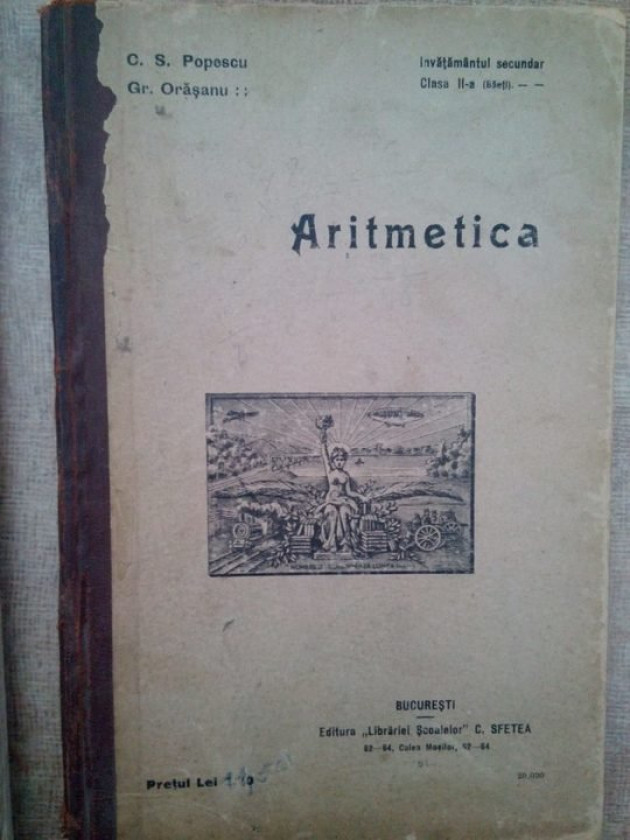 C. S. Popescu
Gr. Orășanu ::
Invățământul secundar
Clasa II-a (băeți). — —
Aritmetica
BUCUREȘTI
Editura „Librăriei Școalelor" C. SFETEA
62—64, Calea Moșilor, 62—64
Prețul Lei